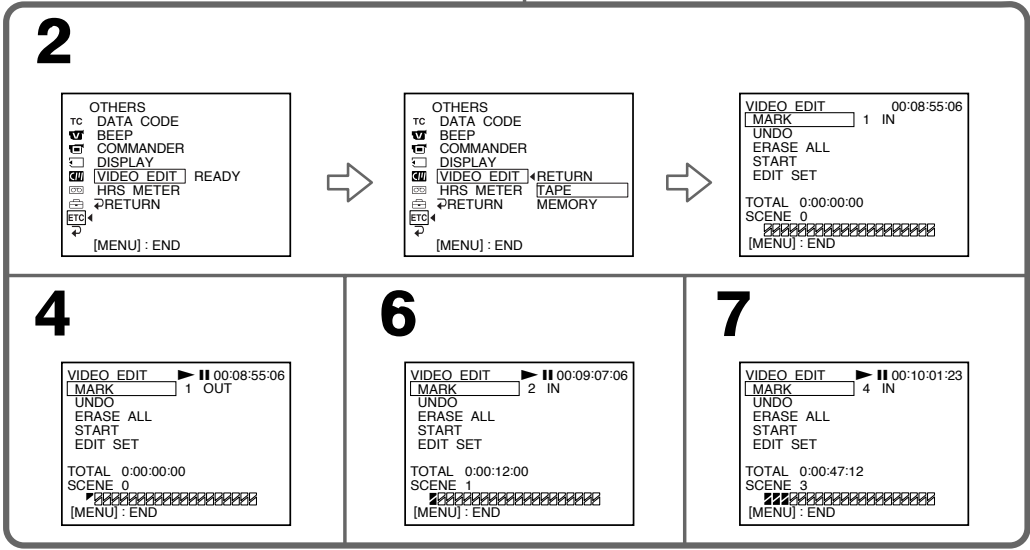 2
OTHERS
TC DATA CODE
BEEP
COMMANDER
DISPLAY
VIDEO EDIT READY
HRS METER
RETURN
ETC
[MENU] : END
OTHERS
TC DATA CODE
BEEP
COMMANDER
DISPLAY
VIDEO EDIT RETURN
HRS METER TAPE
RETURN MEMORY
ETC
[MENU] : END
VIDEO EDIT 00:08:55:06
MARK 1 IN
UNDO
ERASE ALL
START
EDIT SET
TOTAL 0:00:00:00
SCENE 0
[MENU] : END
4
VIDEO EDIT 00:08:55:06
MARK 1 OUT
UNDO
ERASE ALL
START
EDIT SET
TOTAL 0:00:00:00
SCENE 0
[MENU] : END
6
VIDEO EDIT 00:09:07:06
MARK 2 IN
UNDO
ERASE ALL
START
EDIT SET
TOTAL 0:00:12:00
SCENE 1
[MENU] : END
7
VIDEO EDIT 00:10:01:23
MARK 4 IN
UNDO
ERASE ALL
START
EDIT SET
TOTAL 0:00:47:12
SCENE 3
[MENU] : END